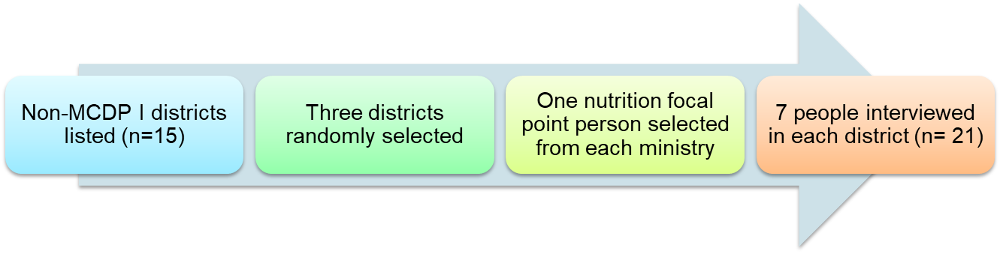 Non-MCDP I districts
listed (n=15)
Three districts
randomly selected
One nutrition focal
point person selected
from each ministry
7 people interviewed
in each district (n= 21)